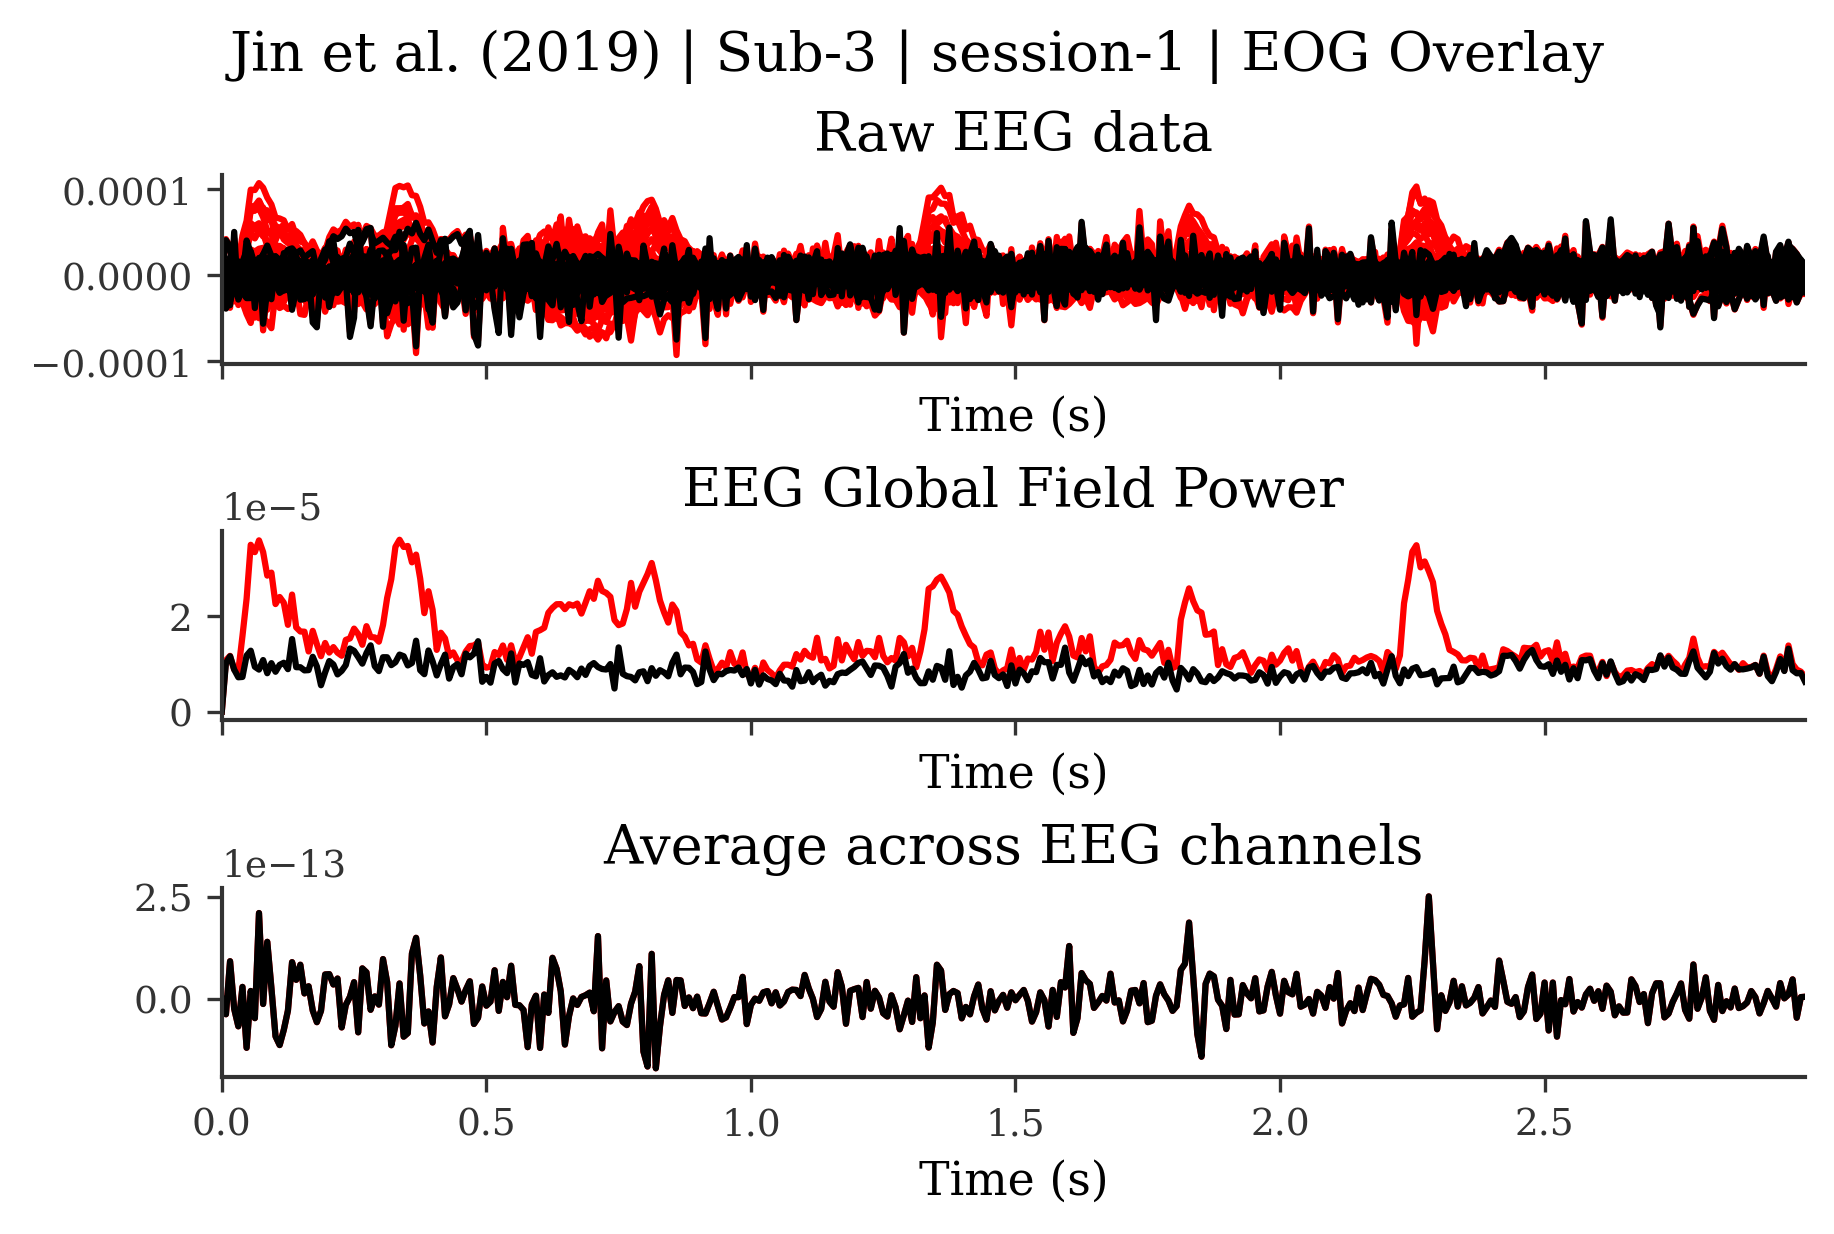 Jin et al. (2019) | Sub-3 | session-1 | EOG Overlay
Raw EEG data
0.0001
0.0000
−0.0001
Time (s)
EEG Global Field Power
1e−5
2
0
Time (s)
Average across EEG channels
1e−13
2.5
0.0
0.0 0.5 1.0 1.5 2.0 2.5
Time (s)